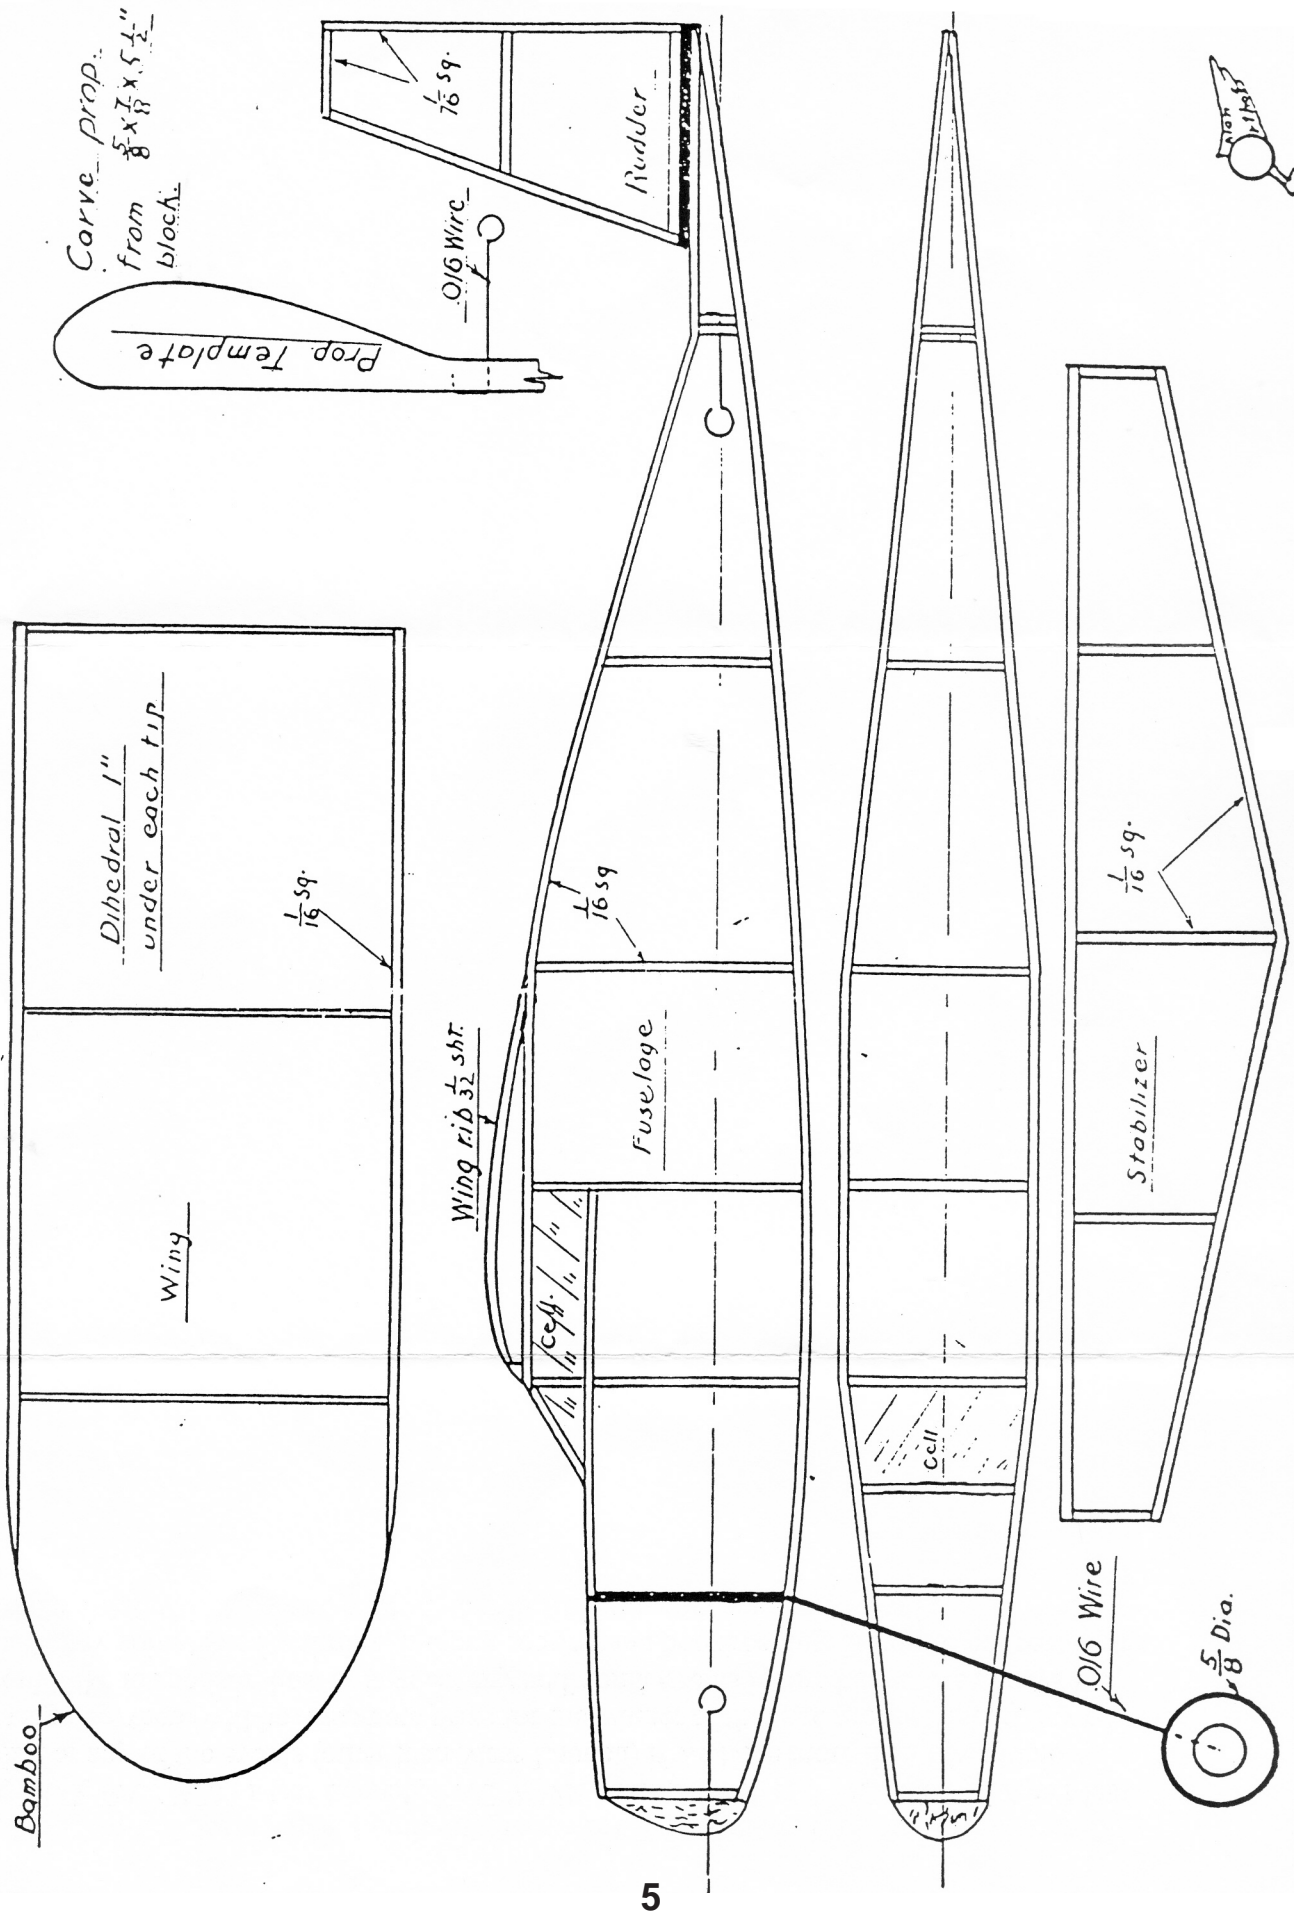 Carve prop.
from 5/8 x 7/8 x 5 1/2"
block.
Prop. Template
.016 Wire
1/16 sq.
Rudder
Dihedral 1"
under each tip
1/16 sq.
Wing
Bamboo
Wing rib 1/32 sht.
1/16 sq
Fuselage
Cell.
Cell
1/16 sq.
Stabilizer
.016 Wire
5/8 Dia.
5